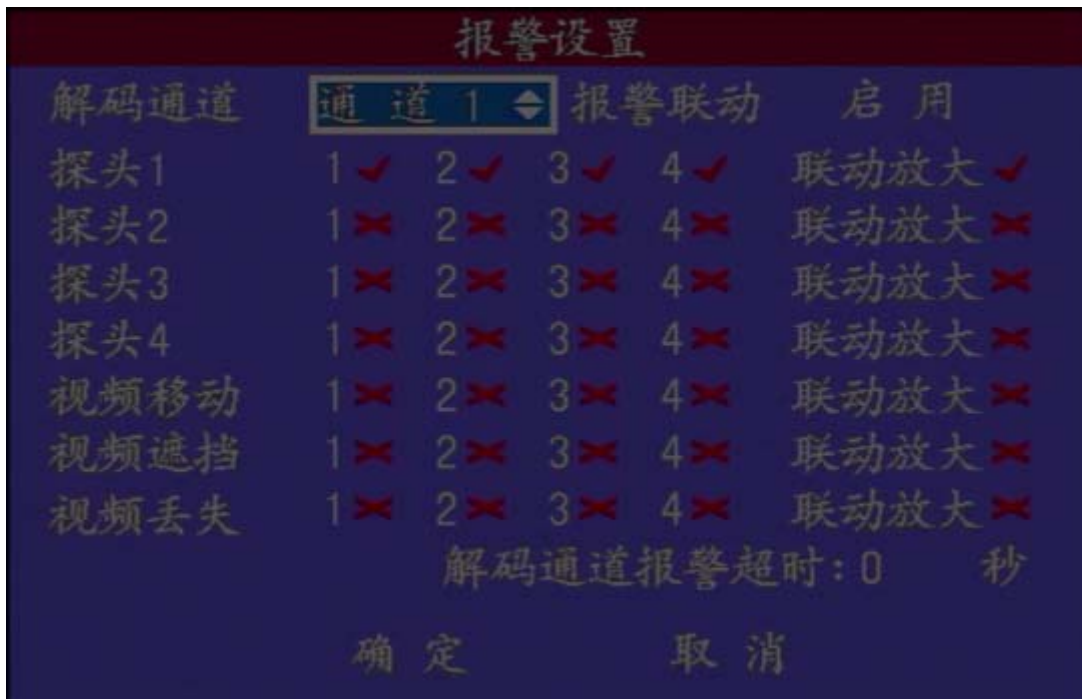 报警设置
解码通道 通道1 报警联动 启用
探头1 1✔ 2✔ 3✔ 4✔ 联动放大✔
探头2 1✖ 2✖ 3✖ 4✖ 联动放大✖
探头3 1✖ 2✖ 3✖ 4✖ 联动放大✖
探头4 1✖ 2✖ 3✖ 4✖ 联动放大✖
视频移动 1✖ 2✖ 3✖ 4✖ 联动放大✖
视频遮挡 1✖ 2✖ 3✖ 4✖ 联动放大✖
视频丢失 1✖ 2✖ 3✖ 4✖ 联动放大✖
解码通道报警超时:0 秒
确定 取消